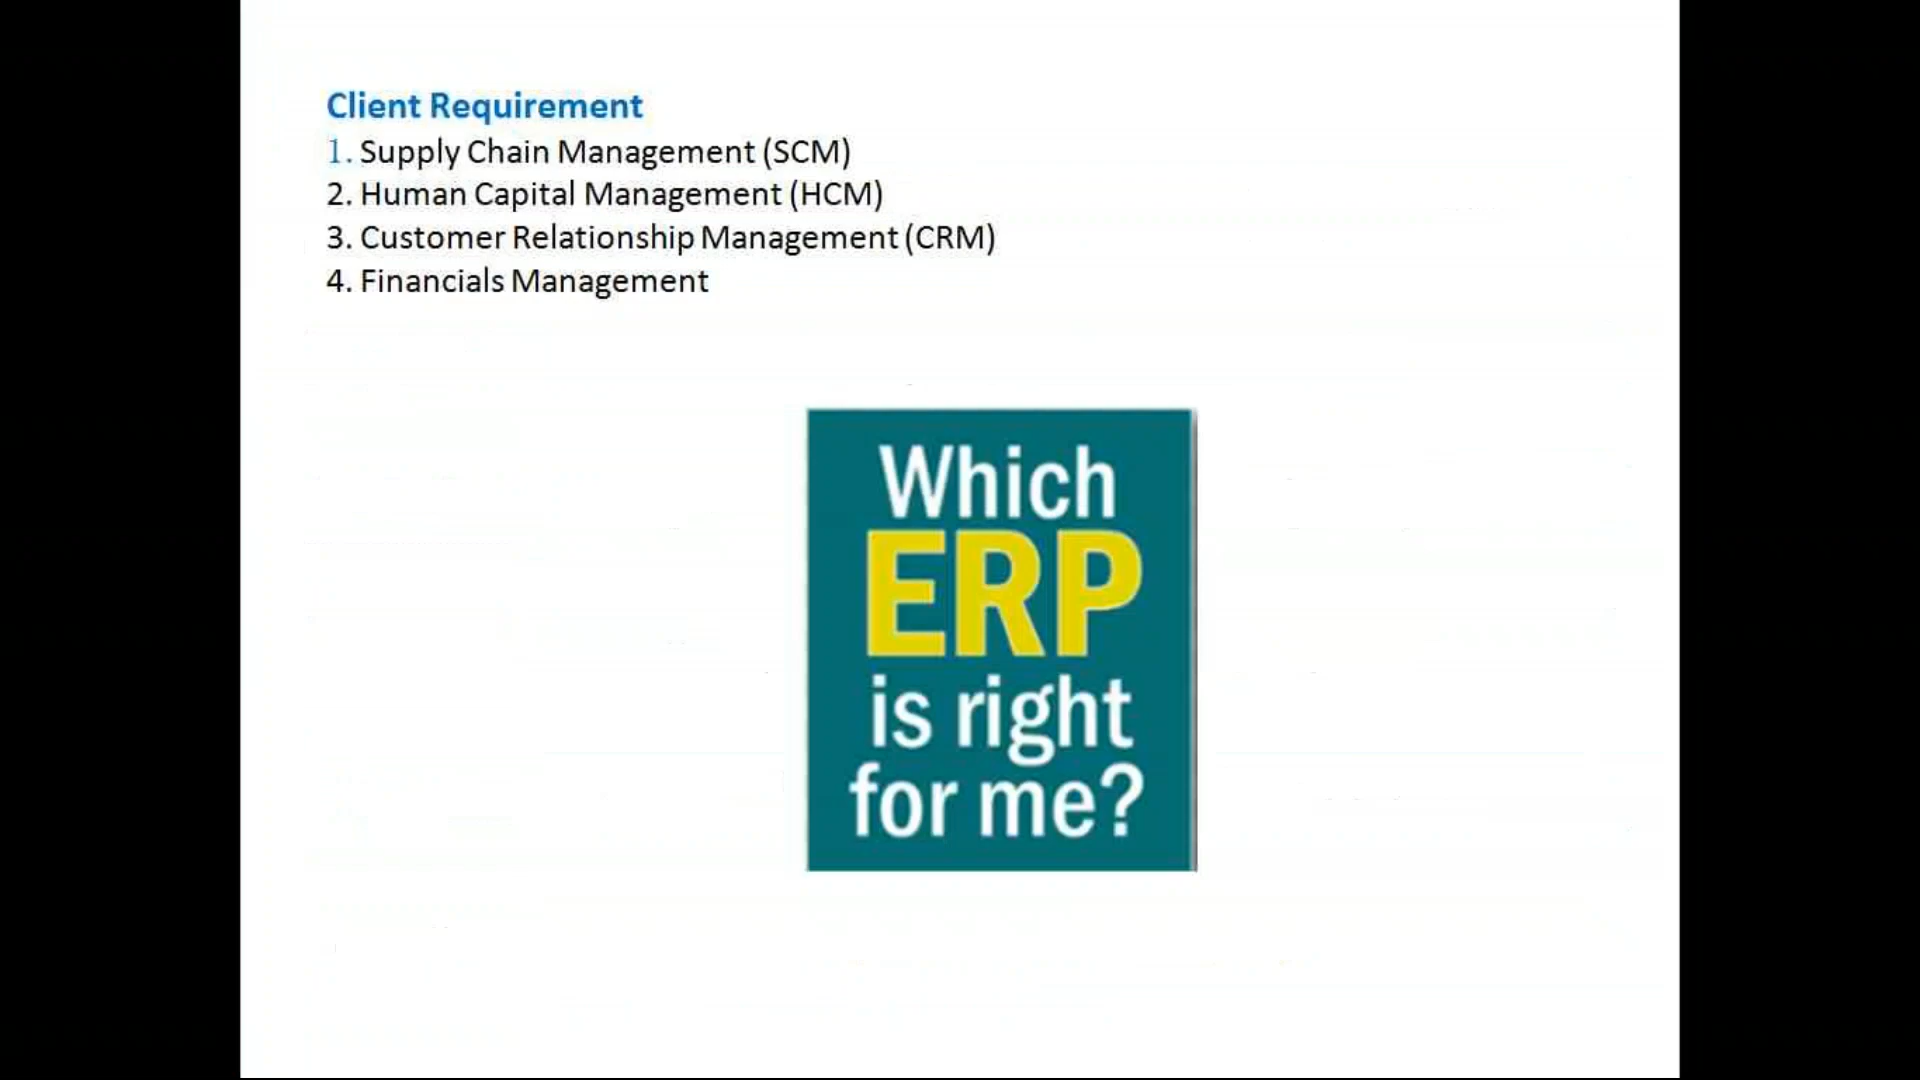 Client Requirement
1. Supply Chain Management (SCM)
2. Human Capital Management (HCM)
3. Customer Relationship Management (CRM)
4. Financials Management
Which
ERP
is right
for me?